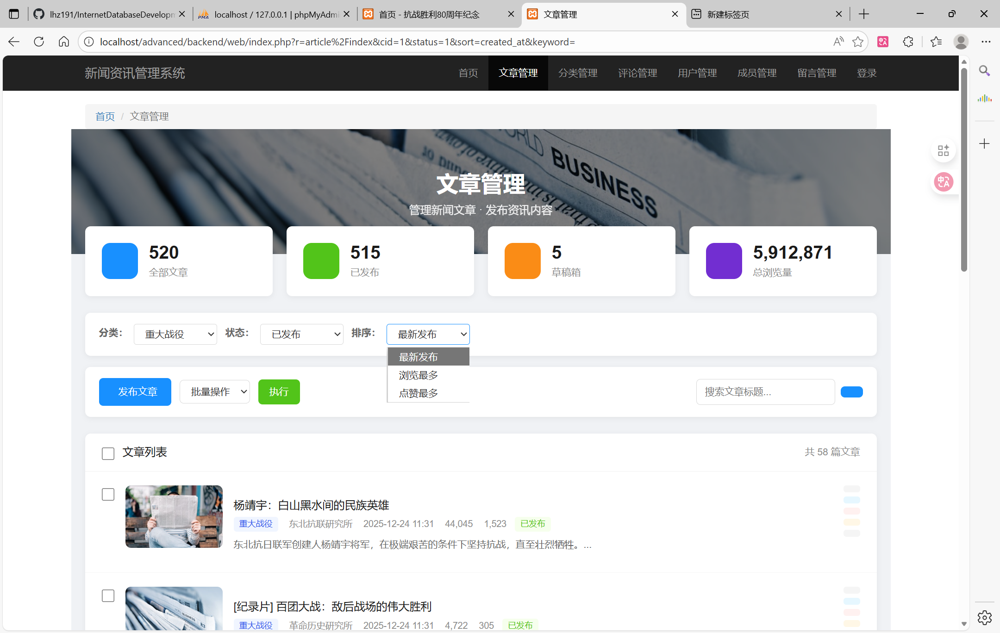 lhz191/InternetDatabaseDevelopn
localhost / 127.0.0.1 | phpMyAdmi
首页 - 抗战胜利80周年纪念
文章管理
新建标签页
localhost/advanced/backend/web/index.php?r=article%2Findex&cid=1&status=1&sort=created_at&keyword=
新闻资讯管理系统
首页
文章管理
分类管理
评论管理
用户管理
成员管理
留言管理
登录
首页 / 文章管理
WORLD BUSINESS
文章管理
管理新闻文章 · 发布资讯内容
520
全部文章
515
已发布
5
草稿箱
5,912,871
总浏览量
分类： 重大战役 状态： 已发布 排序： 最新发布
最新发布
浏览最多
点赞最多
发布文章 批量操作 执行 搜索文章标题...
文章列表 共 58 篇文章
杨靖宇：白山黑水间的民族英雄
重大战役 东北抗联研究所 2025-12-24 11:31 44,045 1,523 已发布
东北抗日联军创建人杨靖宇将军，在极端艰苦的条件下坚持抗战，直至壮烈牺牲。...
[纪录片] 百团大战：敌后战场的伟大胜利
重大战役 革命历史研究所 2025-12-24 11:31 4,722 305 已发布